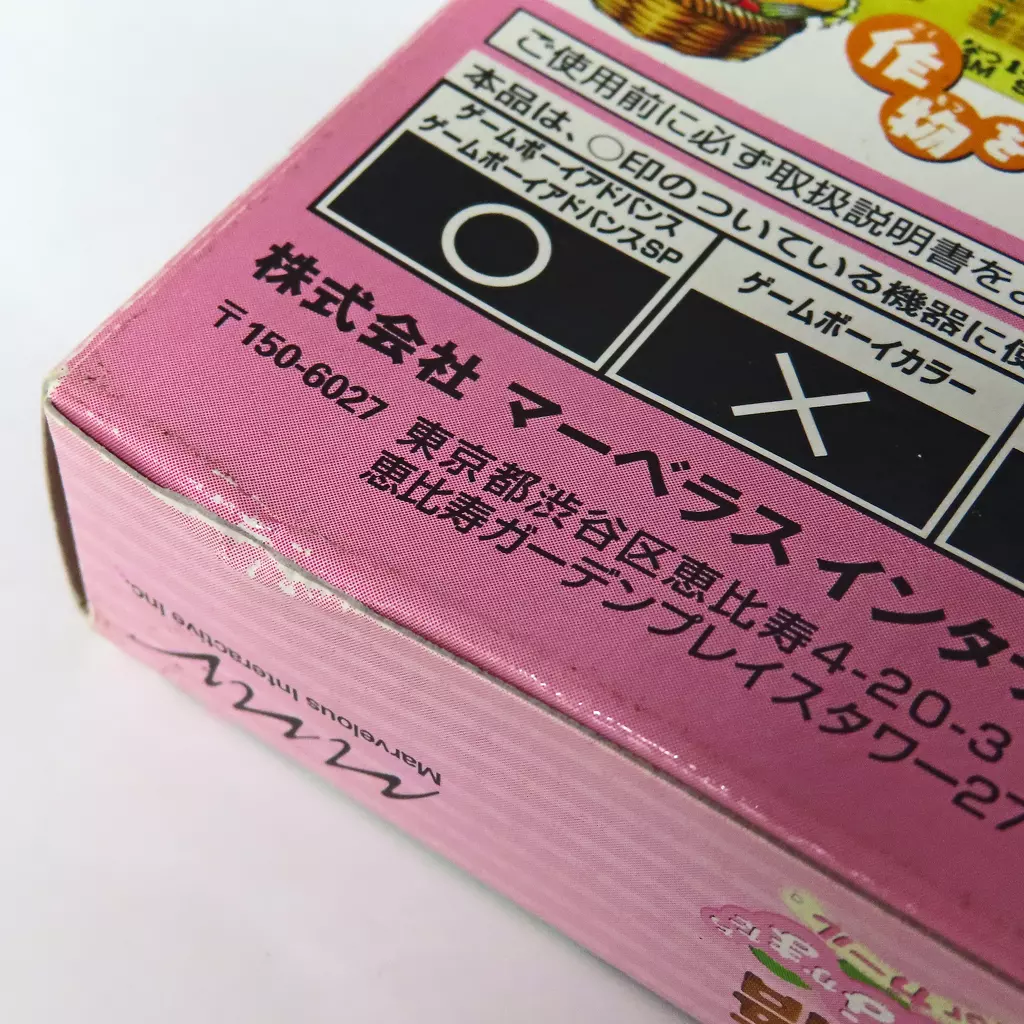 作物を
ご使用前に必ず取扱説明書をよ
本品は、○印のついている機器に使
ゲームボーイアドバンス
ゲームボーイアドバンスSP
ゲームボーイカラー
株式会社 マーベラスインタ
〒150-6027 東京都渋谷区恵比寿4-20-3
恵比寿ガーデンプレイスタワー27
Marvelous Interactive Inc.